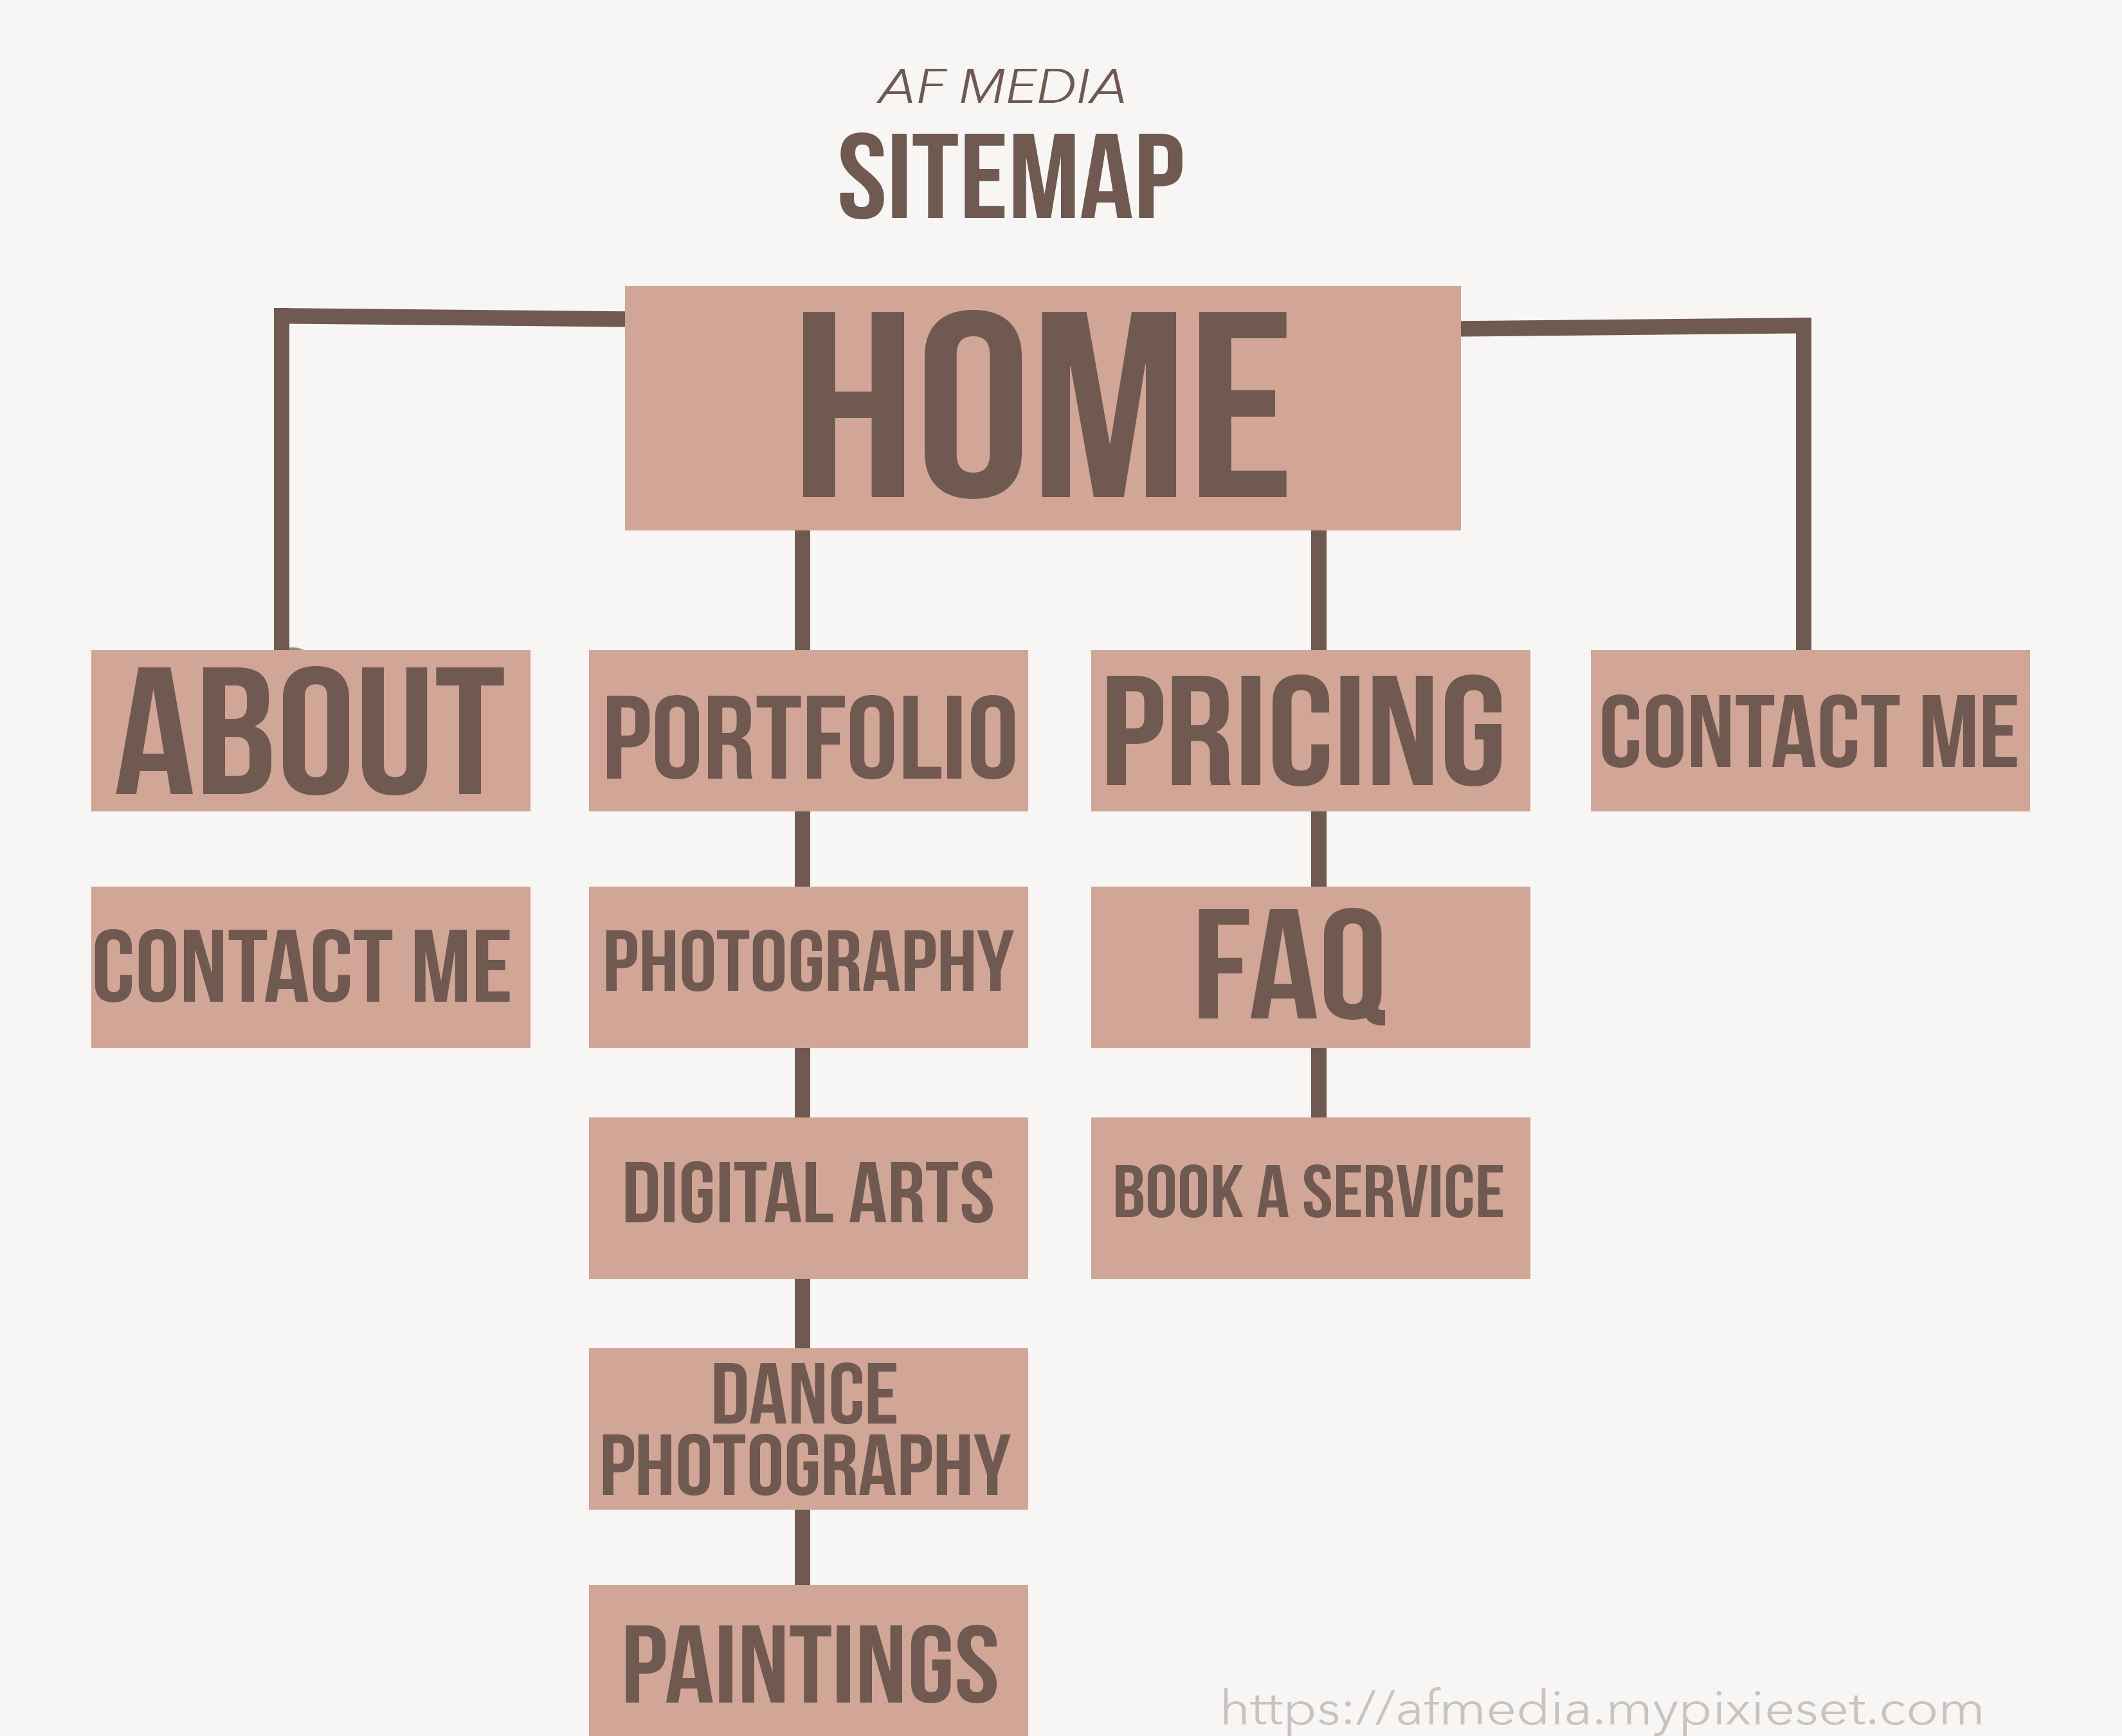 AF MEDIA
SITEMAP
HOME
ABOUT
PORTFOLIO
PRICING
CONTACT ME
CONTACT ME
PHOTOGRAPHY
FAQ
DIGITAL ARTS
BOOK A SERVICE
DANCE
PHOTOGRAPHY
PAINTINGS
https://afmedia.mypixieset.com